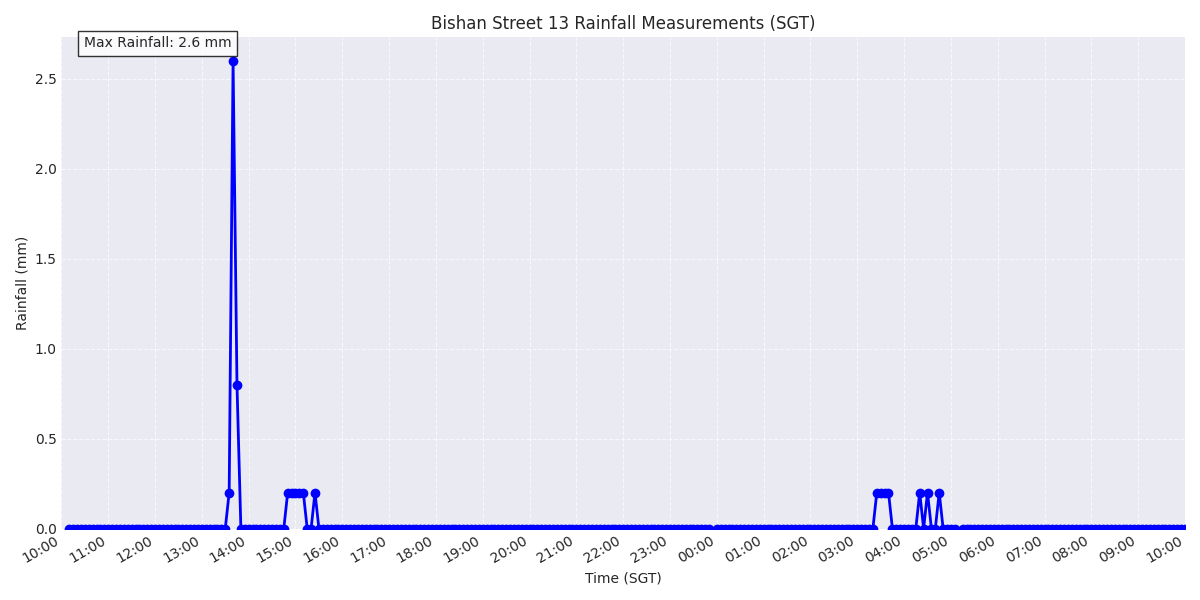 Bishan Street 13 Rainfall Measurements (SGT)
Max Rainfall: 2.6 mm
2.5
2.0
1.5
1.0
0.5
0.0
Rainfall (mm)
10:00 11:00 12:00 13:00 14:00 15:00 16:00 17:00 18:00 19:00 20:00 21:00 22:00 23:00 00:00 01:00 02:00 03:00 04:00 05:00 06:00 07:00 08:00 09:00 10:00
Time (SGT)